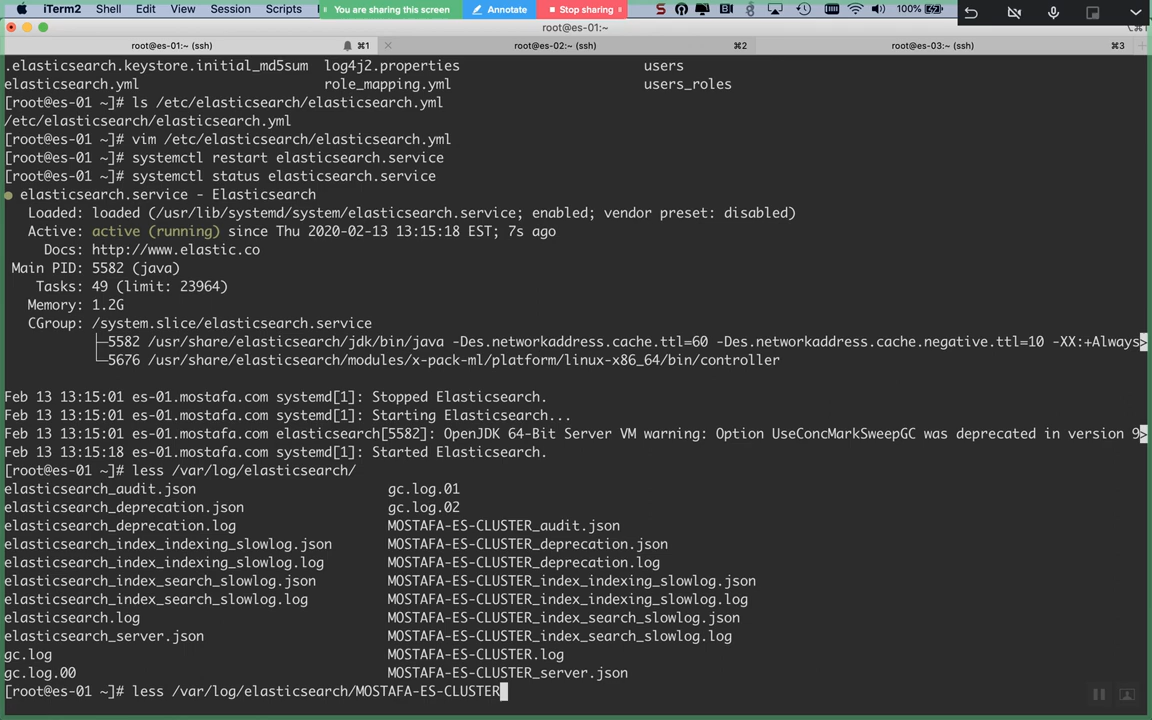 iTerm2 Shell Edit View Session Scripts You are sharing this screen Annotate Stop sharing 100%
root@es-01:~
root@es-01:~ (ssh) ⌘1 root@es-02:~ (ssh) ⌘2 root@es-03:~ (ssh) ⌘3
.elasticsearch.keystore.initial_md5sum log4j2.properties users
elasticsearch.yml role_mapping.yml users_roles
[root@es-01 ~]# ls /etc/elasticsearch/elasticsearch.yml
/etc/elasticsearch/elasticsearch.yml
[root@es-01 ~]# vim /etc/elasticsearch/elasticsearch.yml
[root@es-01 ~]# systemctl restart elasticsearch.service
[root@es-01 ~]# systemctl status elasticsearch.service
● elasticsearch.service - Elasticsearch
Loaded: loaded (/usr/lib/systemd/system/elasticsearch.service; enabled; vendor preset: disabled)
Active: active (running) since Thu 2020-02-13 13:15:18 EST; 7s ago
Docs: http://www.elastic.co
Main PID: 5582 (java)
Tasks: 49 (limit: 23964)
Memory: 1.2G
CGroup: /system.slice/elasticsearch.service
├─5582 /usr/share/elasticsearch/jdk/bin/java -Des.networkaddress.cache.ttl=60 -Des.networkaddress.cache.negative.ttl=10 -XX:+Always>
└─5676 /usr/share/elasticsearch/modules/x-pack-ml/platform/linux-x86_64/bin/controller
Feb 13 13:15:01 es-01.mostafa.com systemd[1]: Stopped Elasticsearch.
Feb 13 13:15:01 es-01.mostafa.com systemd[1]: Starting Elasticsearch...
Feb 13 13:15:01 es-01.mostafa.com elasticsearch[5582]: OpenJDK 64-Bit Server VM warning: Option UseConcMarkSweepGC was deprecated in version 9>
Feb 13 13:15:18 es-01.mostafa.com systemd[1]: Started Elasticsearch.
[root@es-01 ~]# less /var/log/elasticsearch/
elasticsearch_audit.json gc.log.01
elasticsearch_deprecation.json gc.log.02
elasticsearch_deprecation.log MOSTAFA-ES-CLUSTER_audit.json
elasticsearch_index_indexing_slowlog.json MOSTAFA-ES-CLUSTER_deprecation.json
elasticsearch_index_indexing_slowlog.log MOSTAFA-ES-CLUSTER_deprecation.log
elasticsearch_index_search_slowlog.json MOSTAFA-ES-CLUSTER_index_indexing_slowlog.json
elasticsearch_index_search_slowlog.log MOSTAFA-ES-CLUSTER_index_indexing_slowlog.log
elasticsearch.log MOSTAFA-ES-CLUSTER_index_search_slowlog.json
elasticsearch_server.json MOSTAFA-ES-CLUSTER_index_search_slowlog.log
gc.log MOSTAFA-ES-CLUSTER.log
gc.log.00 MOSTAFA-ES-CLUSTER_server.json
[root@es-01 ~]# less /var/log/elasticsearch/MOSTAFA-ES-CLUSTER